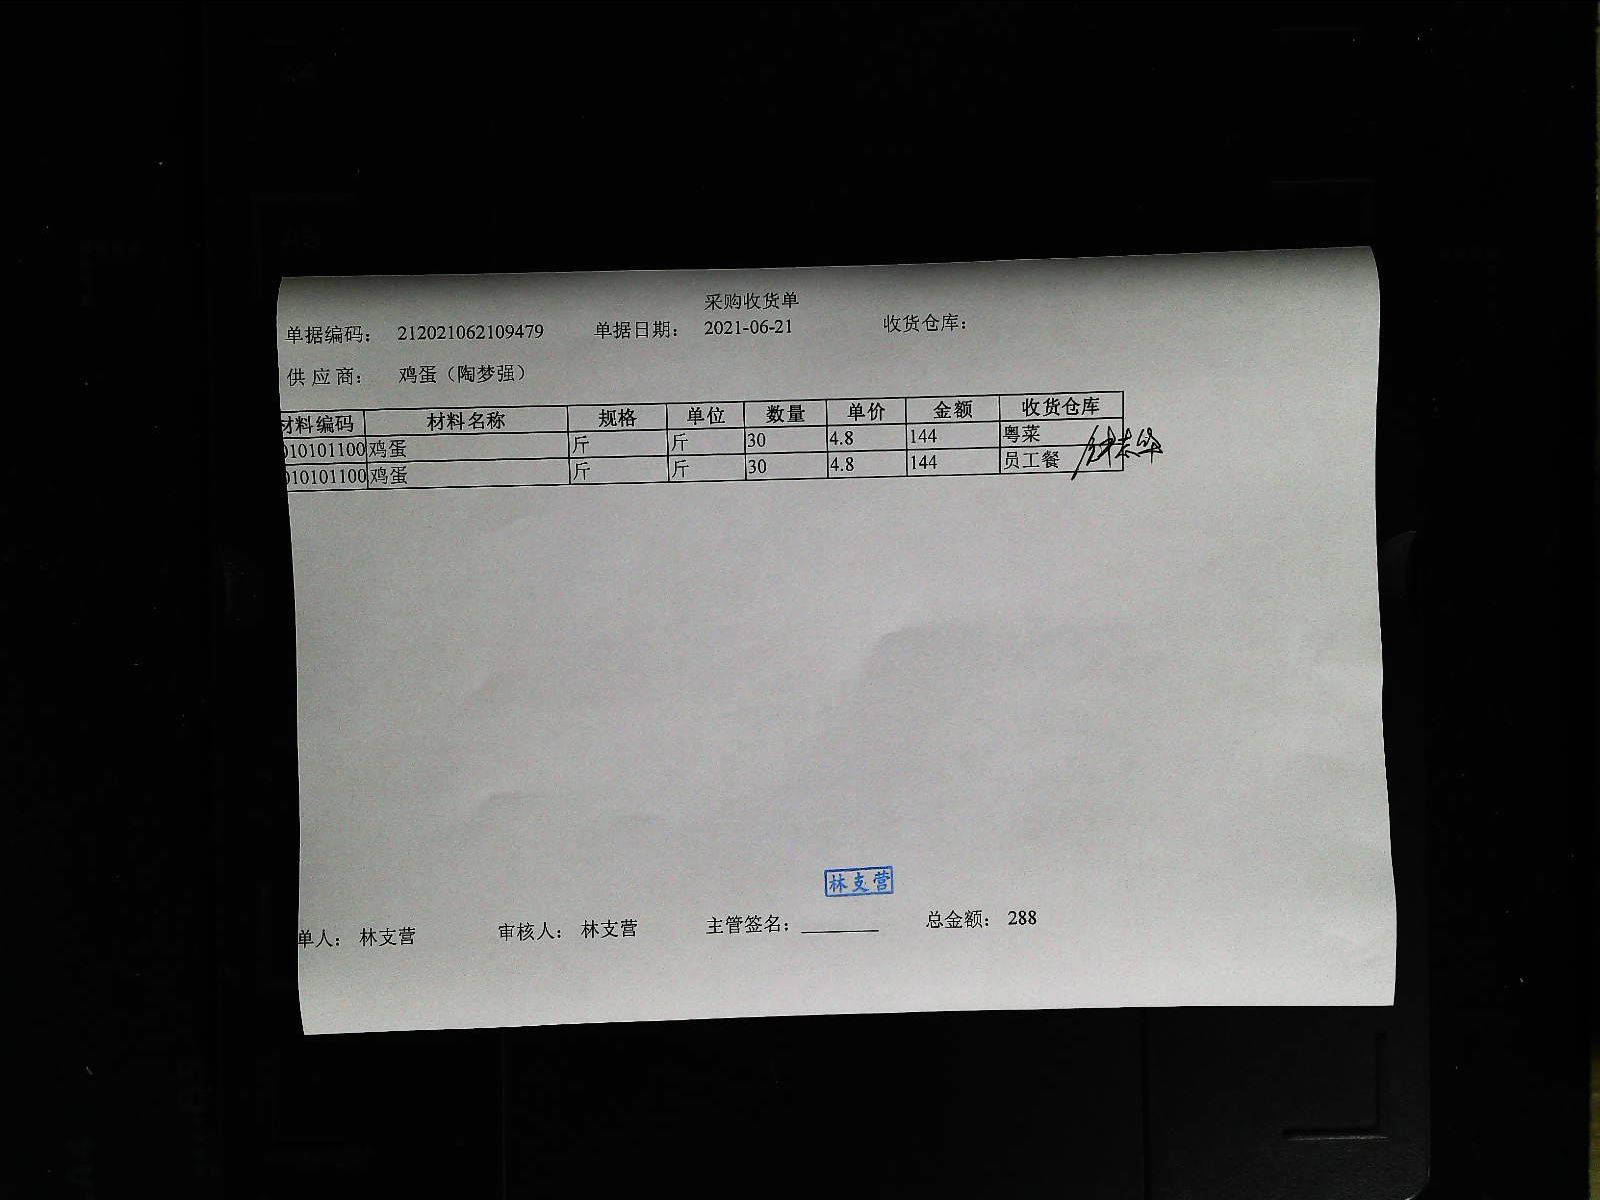 采购收货单
单据编码： 212021062109479 单据日期： 2021-06-21 收货仓库：
供 应 商： 鸡蛋（陶梦强）
材料编码 材料名称 规格 单位 数量 单价 金额 收货仓库
010101100 鸡蛋 斤 斤 30 4.8 144 粤菜
010101100 鸡蛋 斤 斤 30 4.8 144 员工餐
林支营
单人： 林支营 审核人： 林支营 主管签名：________ 总金额： 288